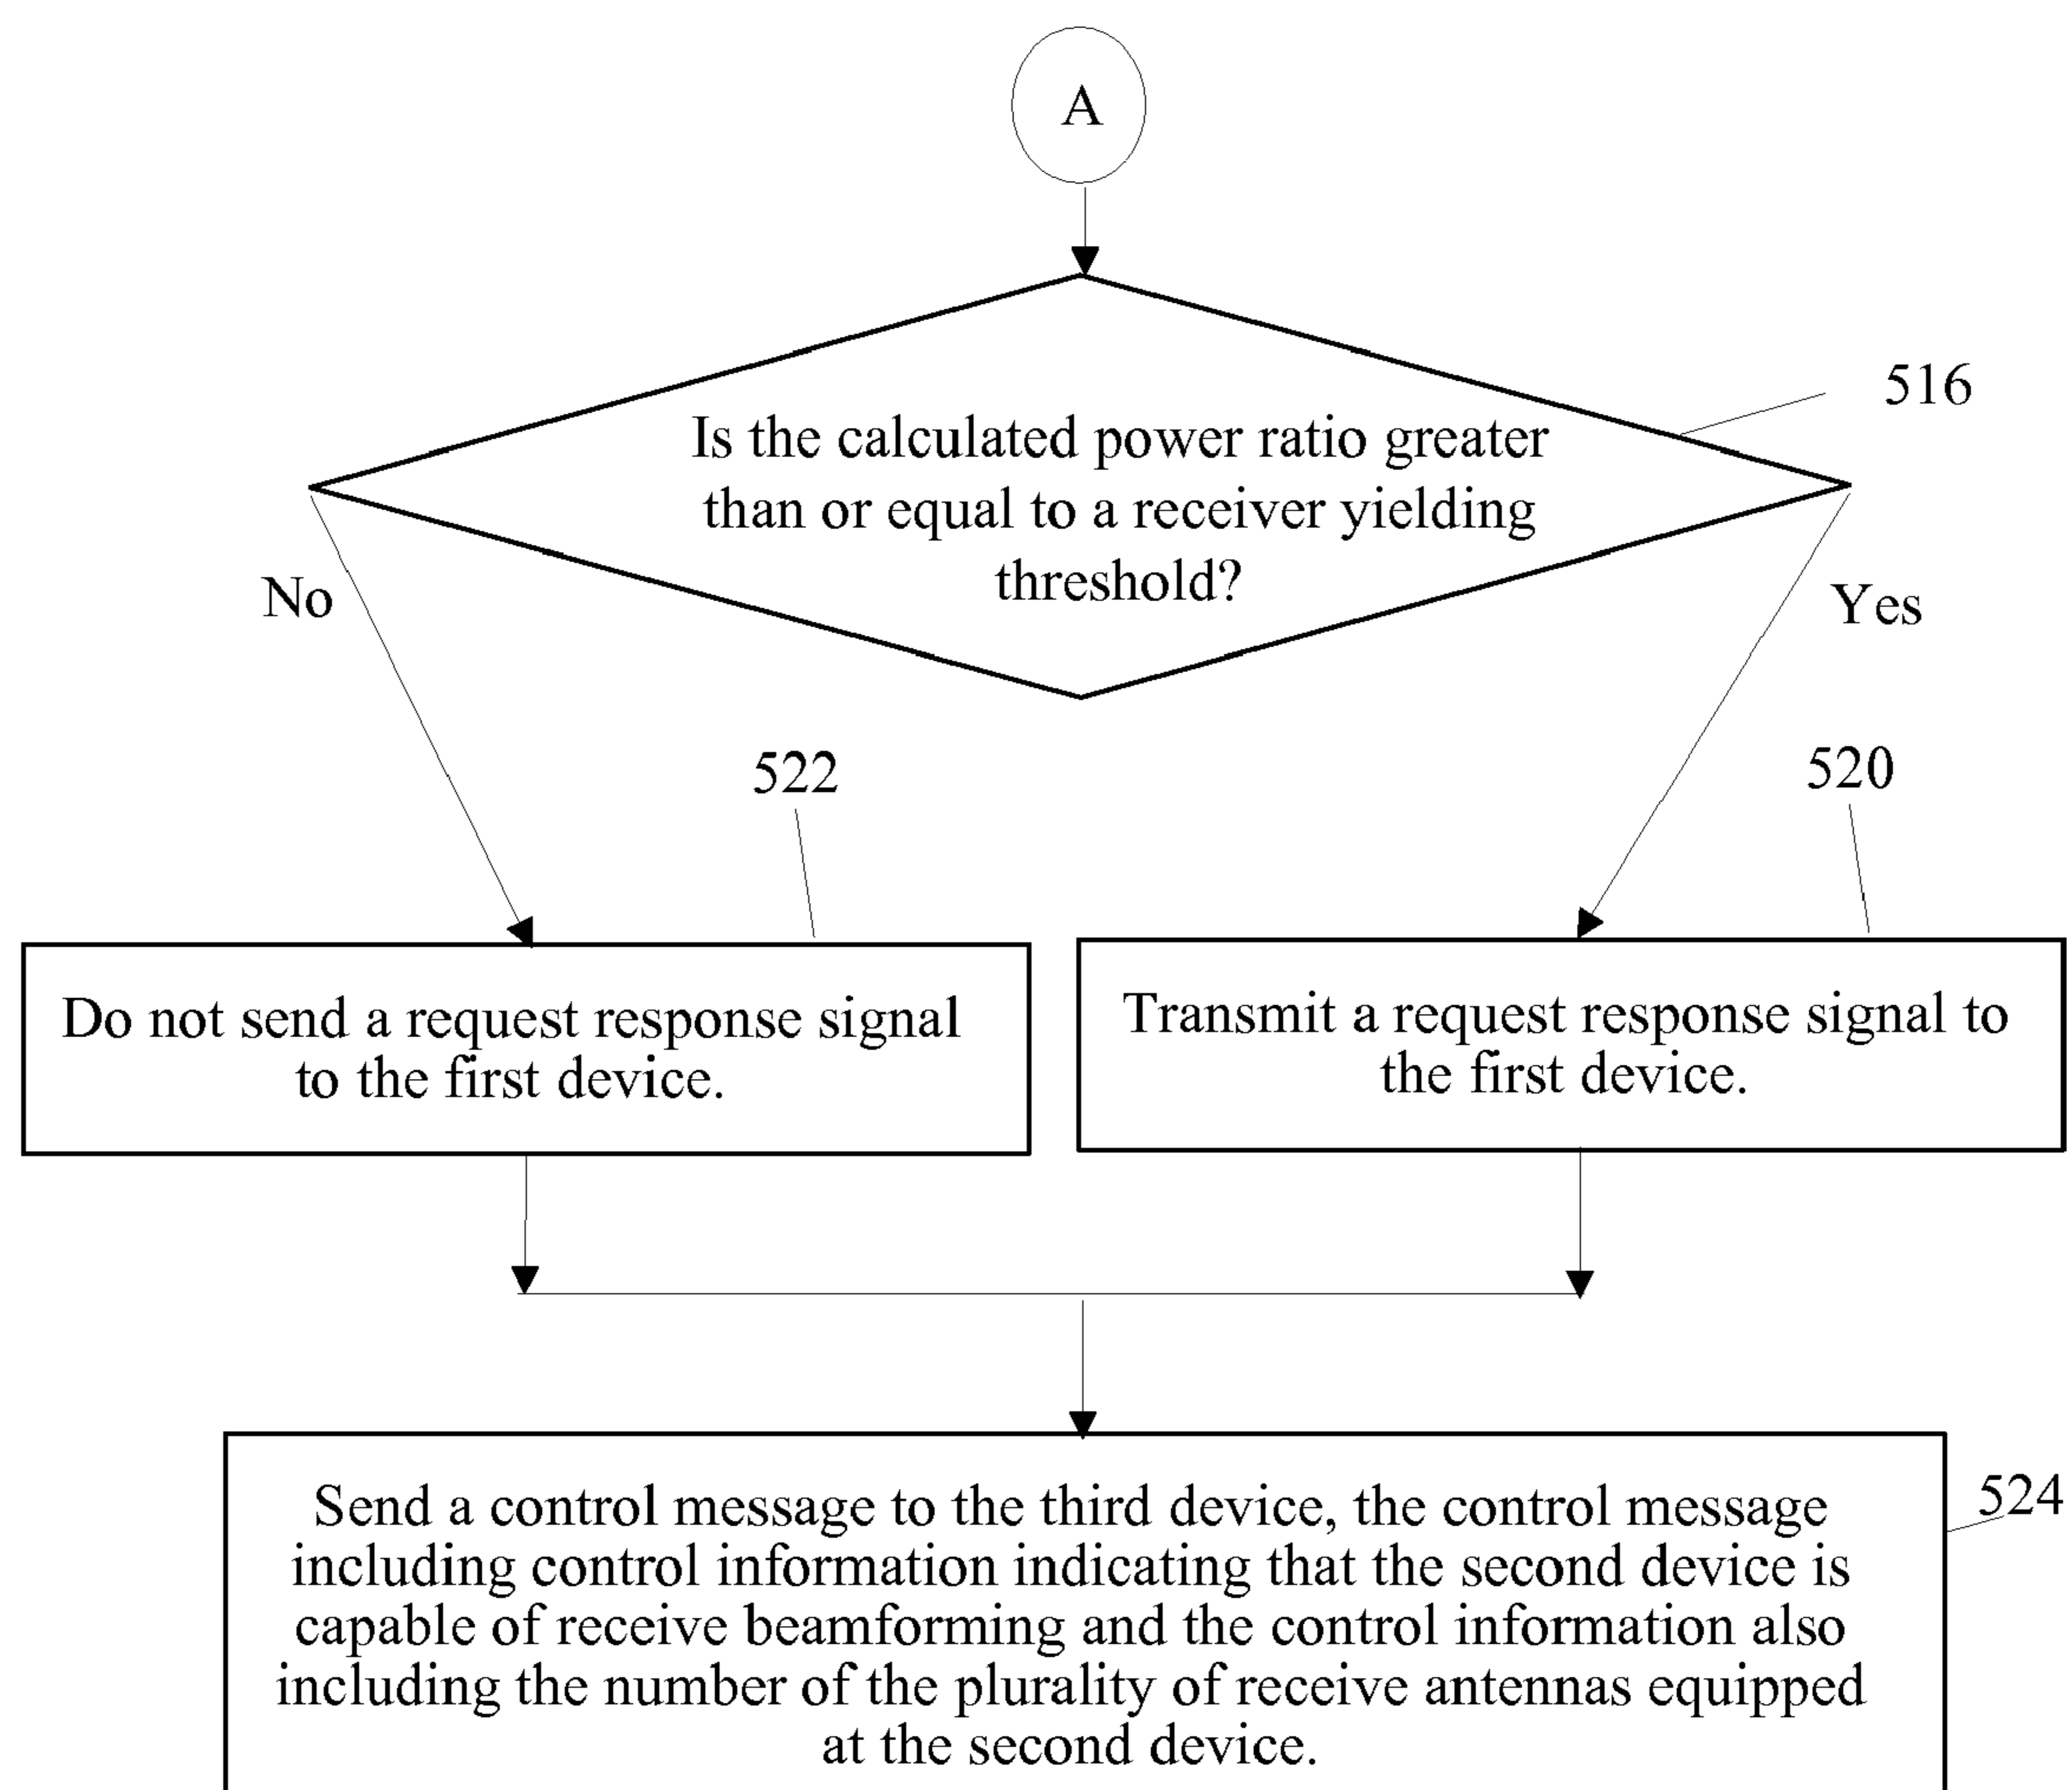 A
516
Is the calculated power ratio greater
than or equal to a receiver yielding
threshold?
No
Yes
522
520
Do not send a request response signal
to the first device.
Transmit a request response signal to
the first device.
524
Send a control message to the third device, the control message
including control information indicating that the second device is
capable of receive beamforming and the control information also
including the number of the plurality of receive antennas equipped
at the second device.